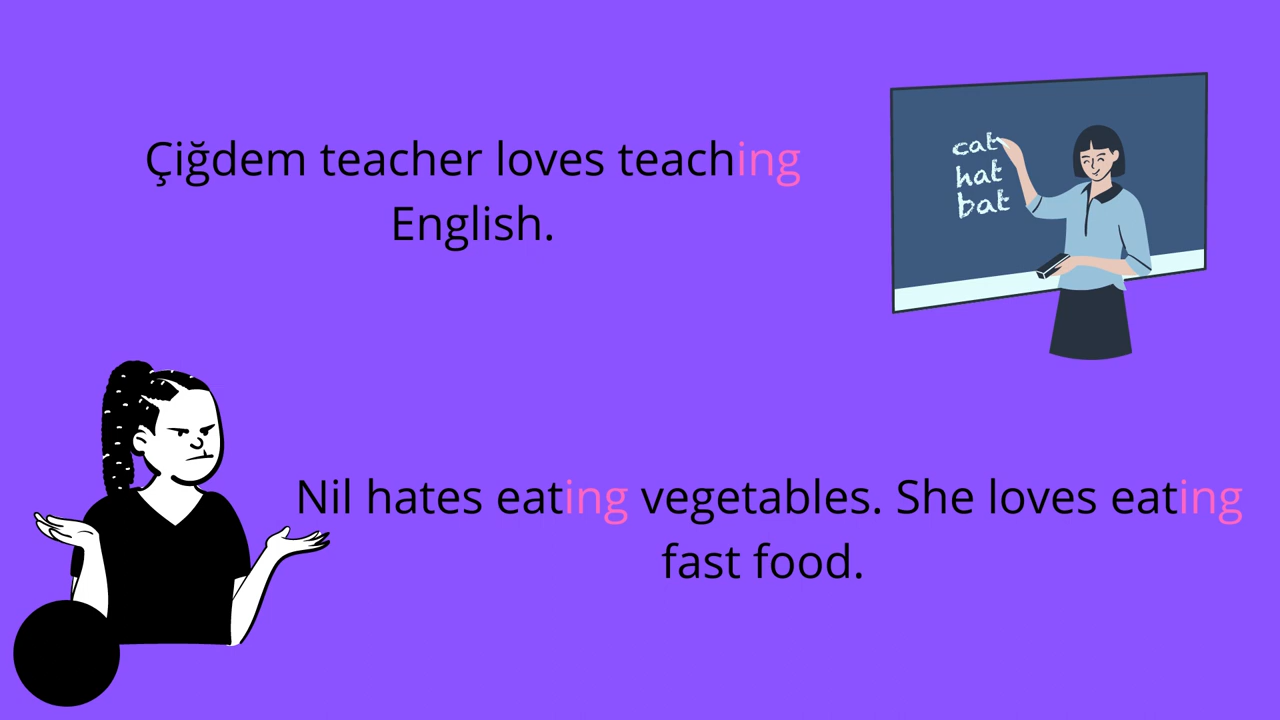 Çiğdem teacher loves teaching
English.
cat
hat
bat
Nil hates eating vegetables. She loves eating
fast food.